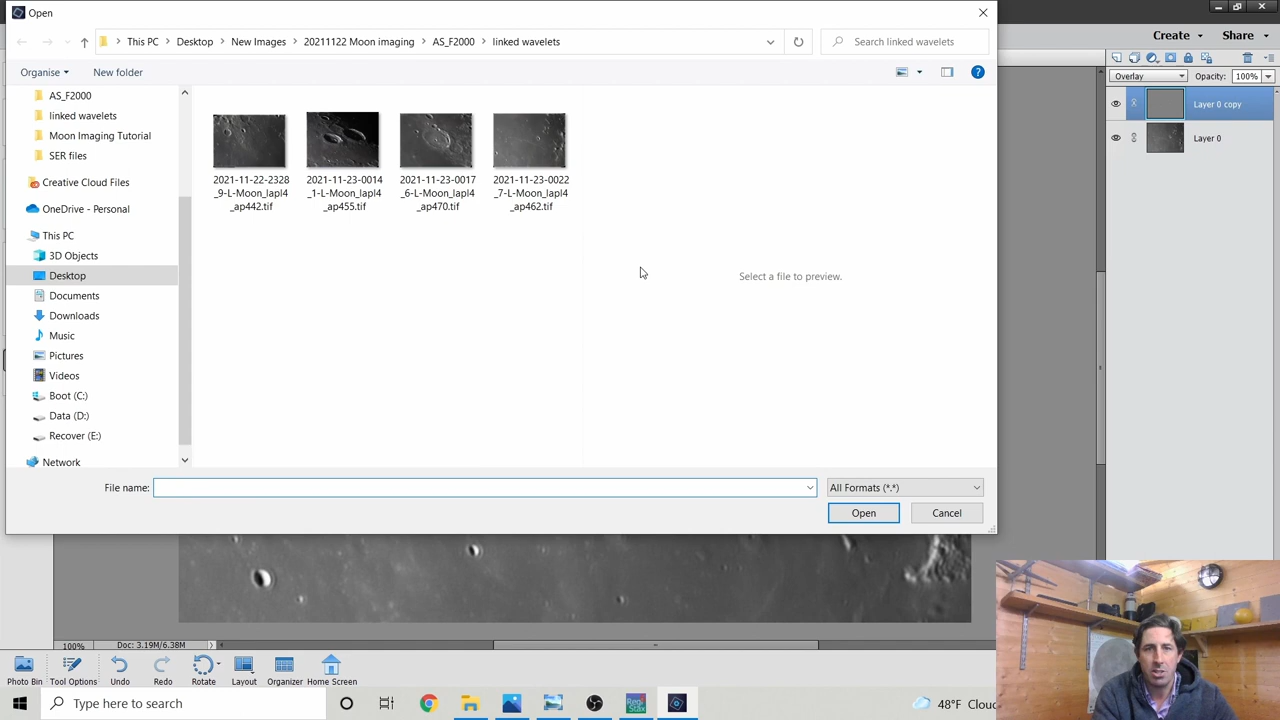 Open
This PC
Desktop
New Images
20211122 Moon imaging
AS_F2000
linked wavelets
Search linked wavelets
Create
Share
Organise
New folder
Overlay
Opacity:
100%
Layer 0 copy
Layer 0
AS_F2000
linked wavelets
Moon Imaging Tutorial
SER files
Creative Cloud Files
OneDrive - Personal
This PC
3D Objects
Desktop
Documents
Downloads
Music
Pictures
Videos
Boot (C:)
Data (D:)
Recover (E:)
Network
2021-11-22-2328
_9-L-Moon_lapl4
_ap442.tif
2021-11-23-0014
_1-L-Moon_lapl4
_ap455.tif
2021-11-23-0017
_6-L-Moon_lapl4
_ap470.tif
2021-11-23-0022
_7-L-Moon_lapl4
_ap462.tif
Select a file to preview.
File name:
All Formats (*.*)
Open
Cancel
100%
Doc: 3.19M/6.38M
Photo Bin
Tool Options
Undo
Redo
Rotate
Layout
Organizer
Home Screen
Type here to search
48°F